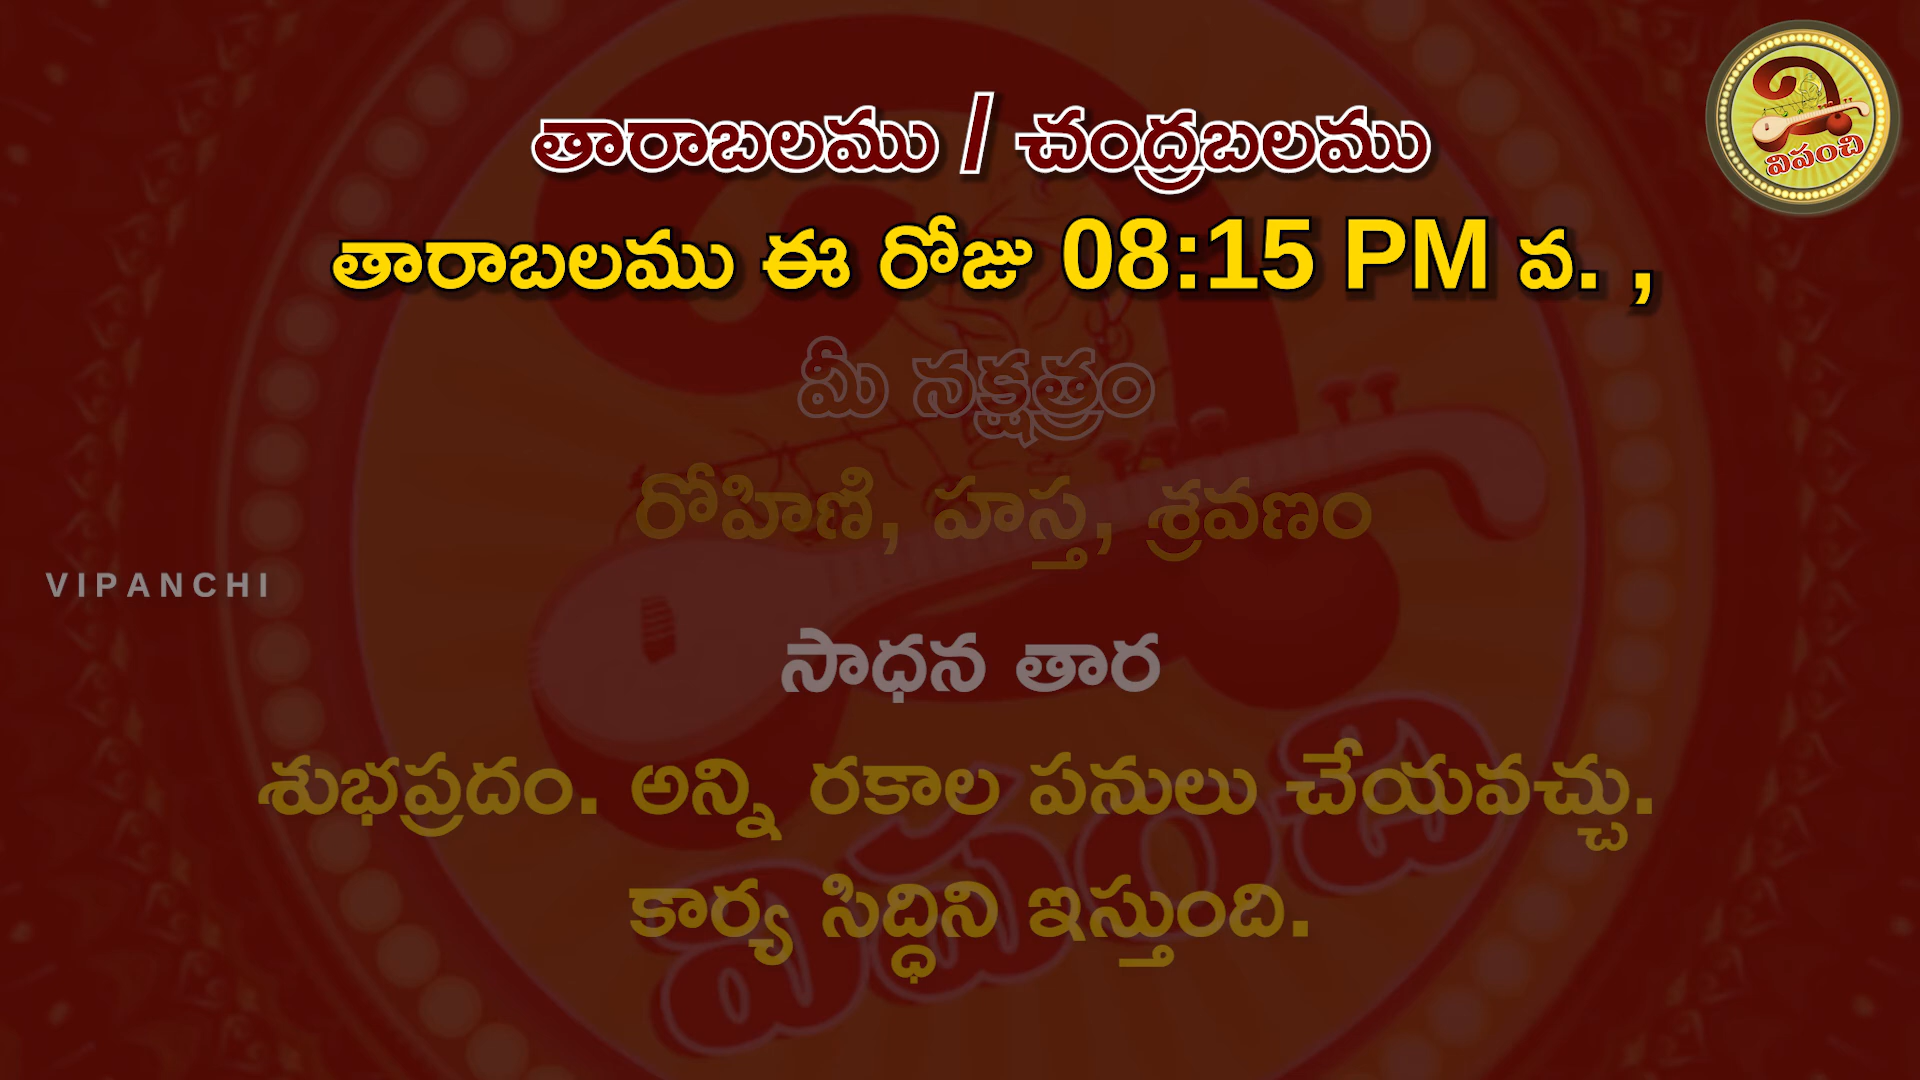 తారాబలము / చంద్రబలము
విపంచి
తారాబలము ఈ రోజు 08:15 PM వ. ,
మీ నక్షత్రం
రోహిణి, హస్త, శ్రవణం
VIPANCHI
సాధన తార
శుభప్రదం. అన్ని రకాల పనులు చేయవచ్చు.
కార్య సిద్ధిని ఇస్తుంది.
విపంచి